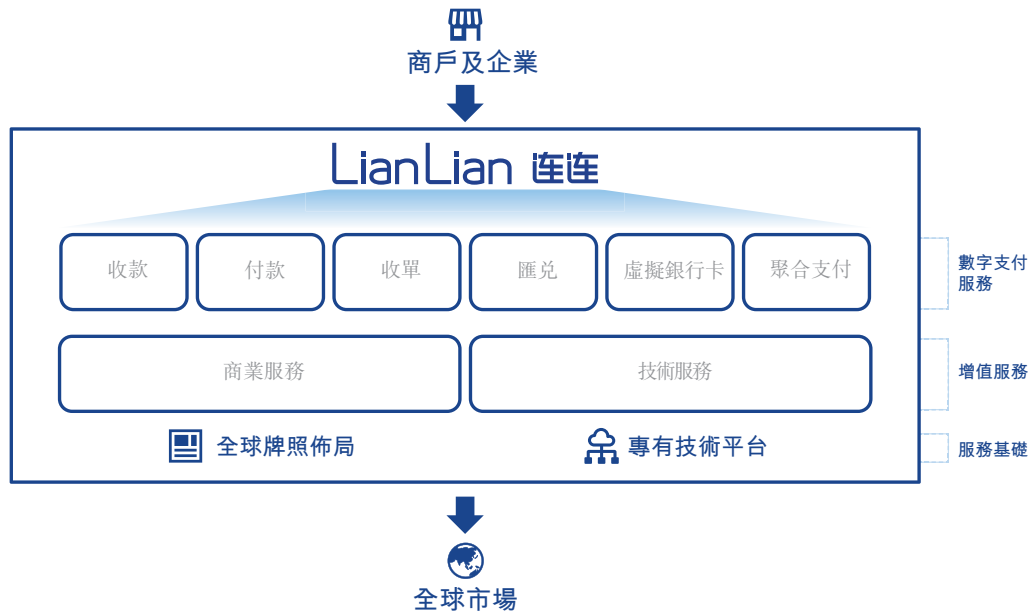 商戶及企業
LianLian 连连
收款
付款
收單
匯兑
虛擬銀行卡
聚合支付
數字支付
服務
商業服務
技術服務
增值服務
全球牌照佈局
專有技術平台
服務基礎
全球市場